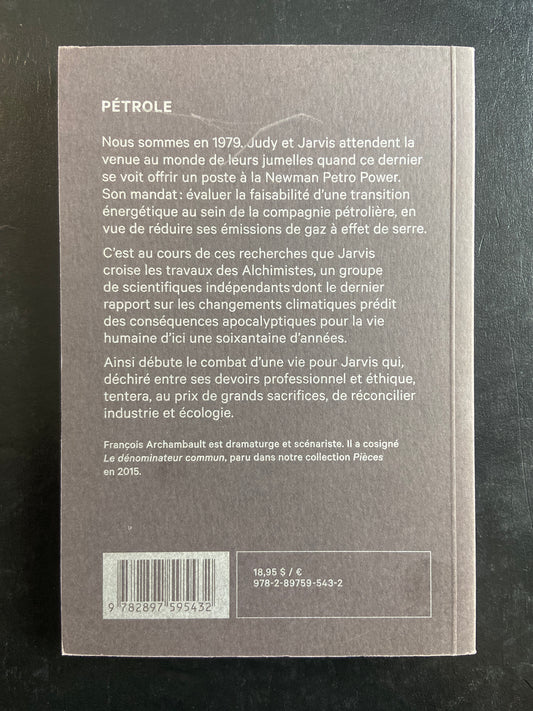 PÉTROLE
Nous sommes en 1979. Judy et Jarvis attendent la
venue au monde de leurs jumelles quand ce dernier
se voit offrir un poste à la Newman Petro Power.
Son mandat : évaluer la faisabilité d'une transition
énergétique au sein de la compagnie pétrolière, en
vue de réduire ses émissions de gaz à effet de serre.
C'est au cours de ces recherches que Jarvis
croise les travaux des Alchimistes, un groupe
de scientifiques indépendants dont le dernier
rapport sur les changements climatiques prédit
des conséquences apocalyptiques pour la vie
humaine d'ici une soixantaine d'années.
Ainsi débute le combat d'une vie pour Jarvis qui,
déchiré entre ses devoirs professionnel et éthique,
tentera, au prix de grands sacrifices, de réconcilier
industrie et écologie.
François Archambault est dramaturge et scénariste. Il a cosigné
Le dénominateur commun, paru dans notre collection Pièces
en 2015.
18,95 $ / €
978-2-89759-543-2
9 782897 595432